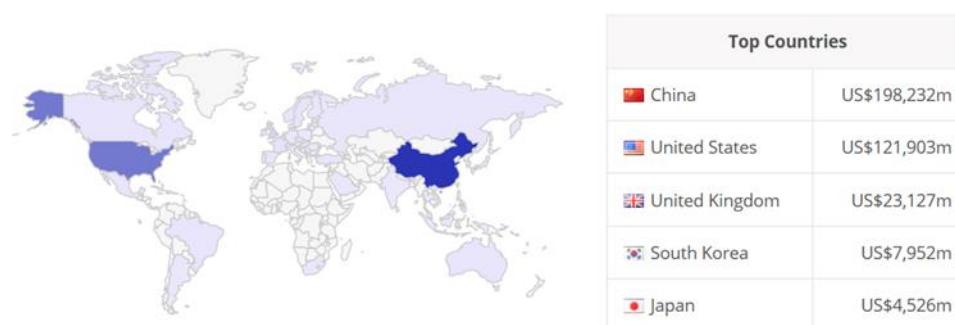 Top Countries
China US$198,232m
United States US$121,903m
United Kingdom US$23,127m
South Korea US$7,952m
Japan US$4,526m